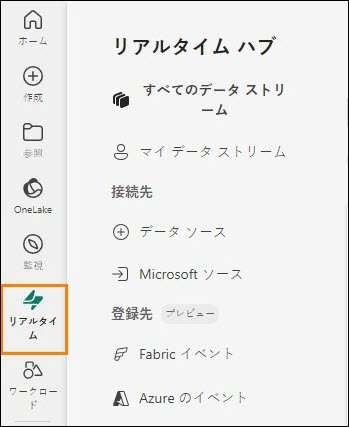 ホーム
作成
参照
OneLake
監視
リアルタイ
ム
ワークロー
ド
リアルタイム ハブ
すべてのデータ ストリ
ーム
マイ データ ストリーム
接続先
データ ソース
Microsoft ソース
登録先 プレビュー
Fabric イベント
Azure のイベント